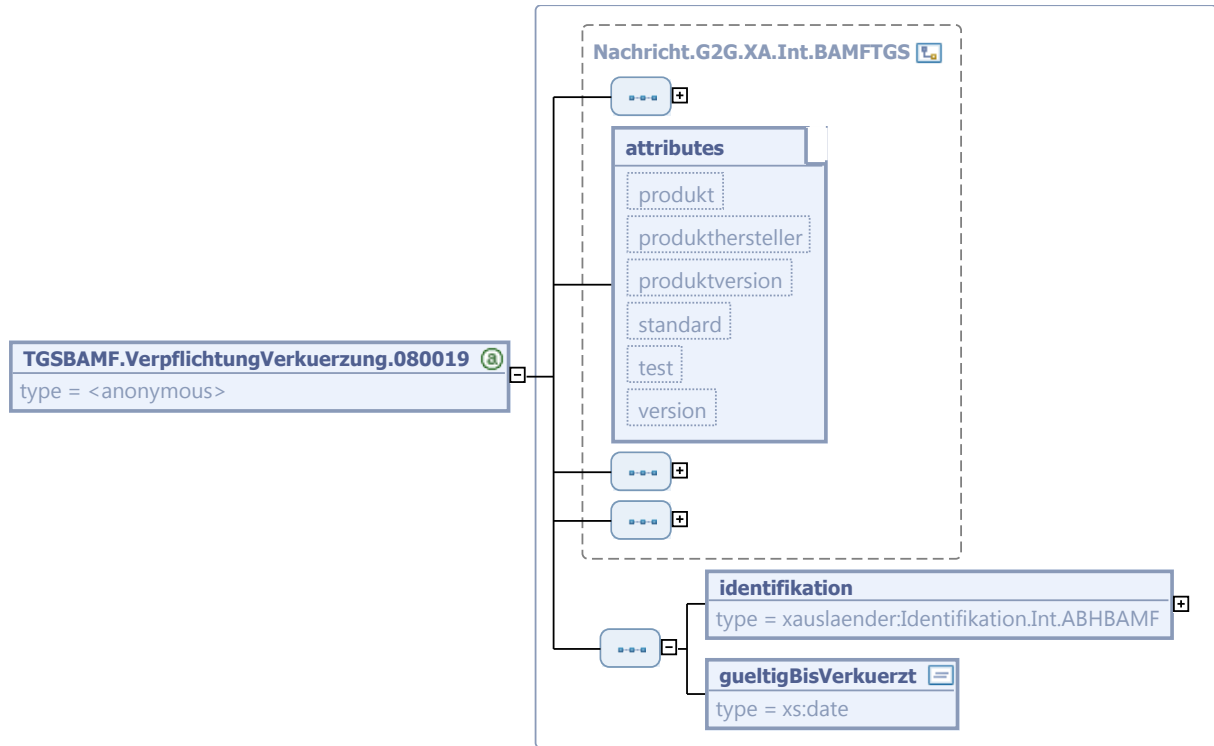 Nachricht.G2G.XA.Int.BAMFTGS
attributes
produkt
produkthersteller
produktversion
standard
test
version
TGSBAMF.VerpflichtungVerkuerzung.080019
type = <anonymous>
identifikation
type = xauslaender:Identifikation.Int.ABHBAMF
gueltigBisVerkuerzt
type = xs:date